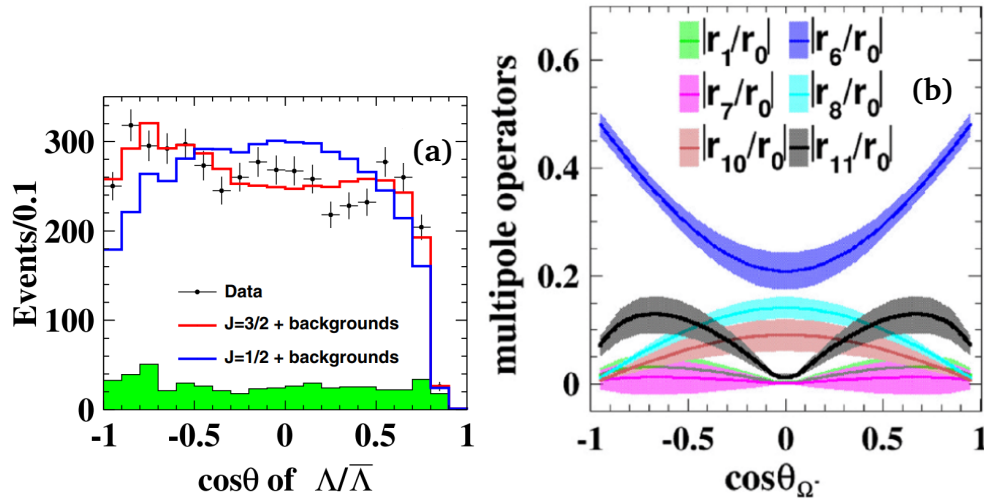 Events/0.1
300
200
100
0
(a)
Data
J=3/2 + backgrounds
J=1/2 + backgrounds
-1 -0.5 0 0.5 1
cosθ of Λ/Λ̅
multipole operators
0.6
0.4
0.2
0
|r₁/r₀| |r₆/r₀|
|r₇/r₀| |r₈/r₀| (b)
|r₁₀/r₀| |r₁₁/r₀|
-1 -0.5 0 0.5 1
cosθ_Ω⁻